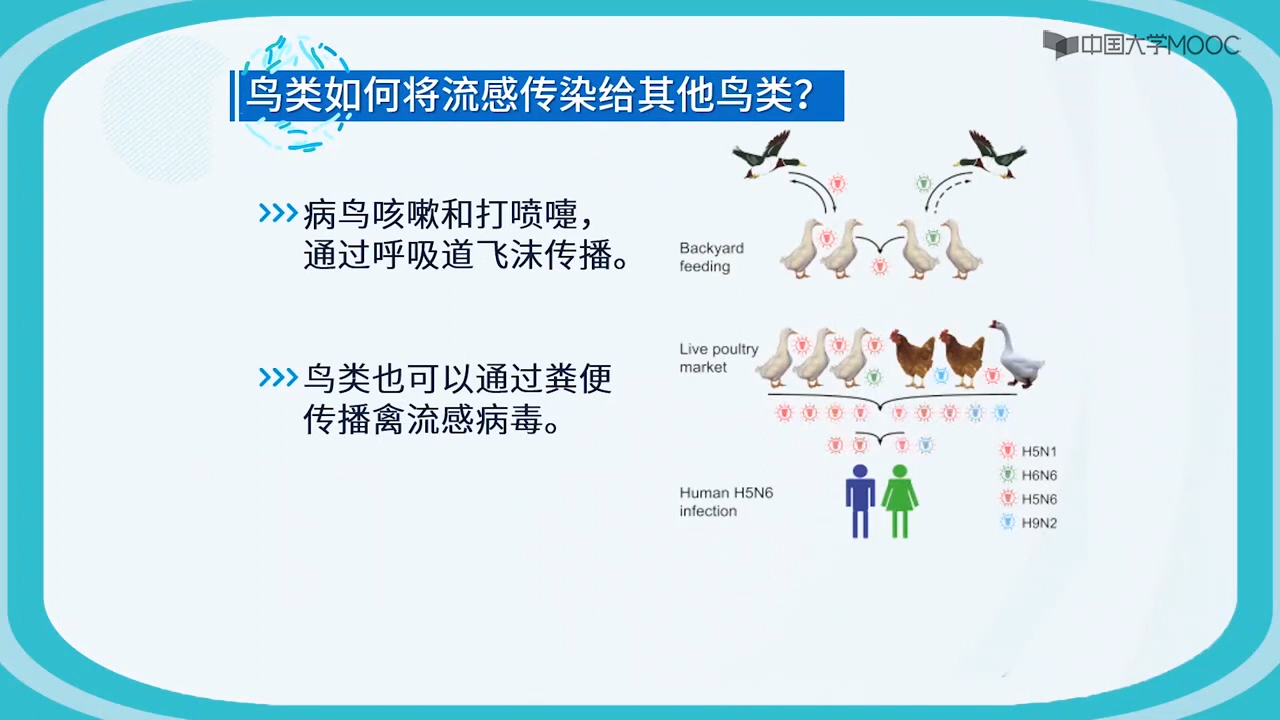 中国大学MOOC
鸟类如何将流感传染给其他鸟类？
病鸟咳嗽和打喷嚏，
通过呼吸道飞沫传播。
鸟类也可以通过粪便
传播禽流感病毒。
Backyard
feeding
Live poultry
market
Human H5N6
infection
H5N1
H6N6
H5N6
H9N2